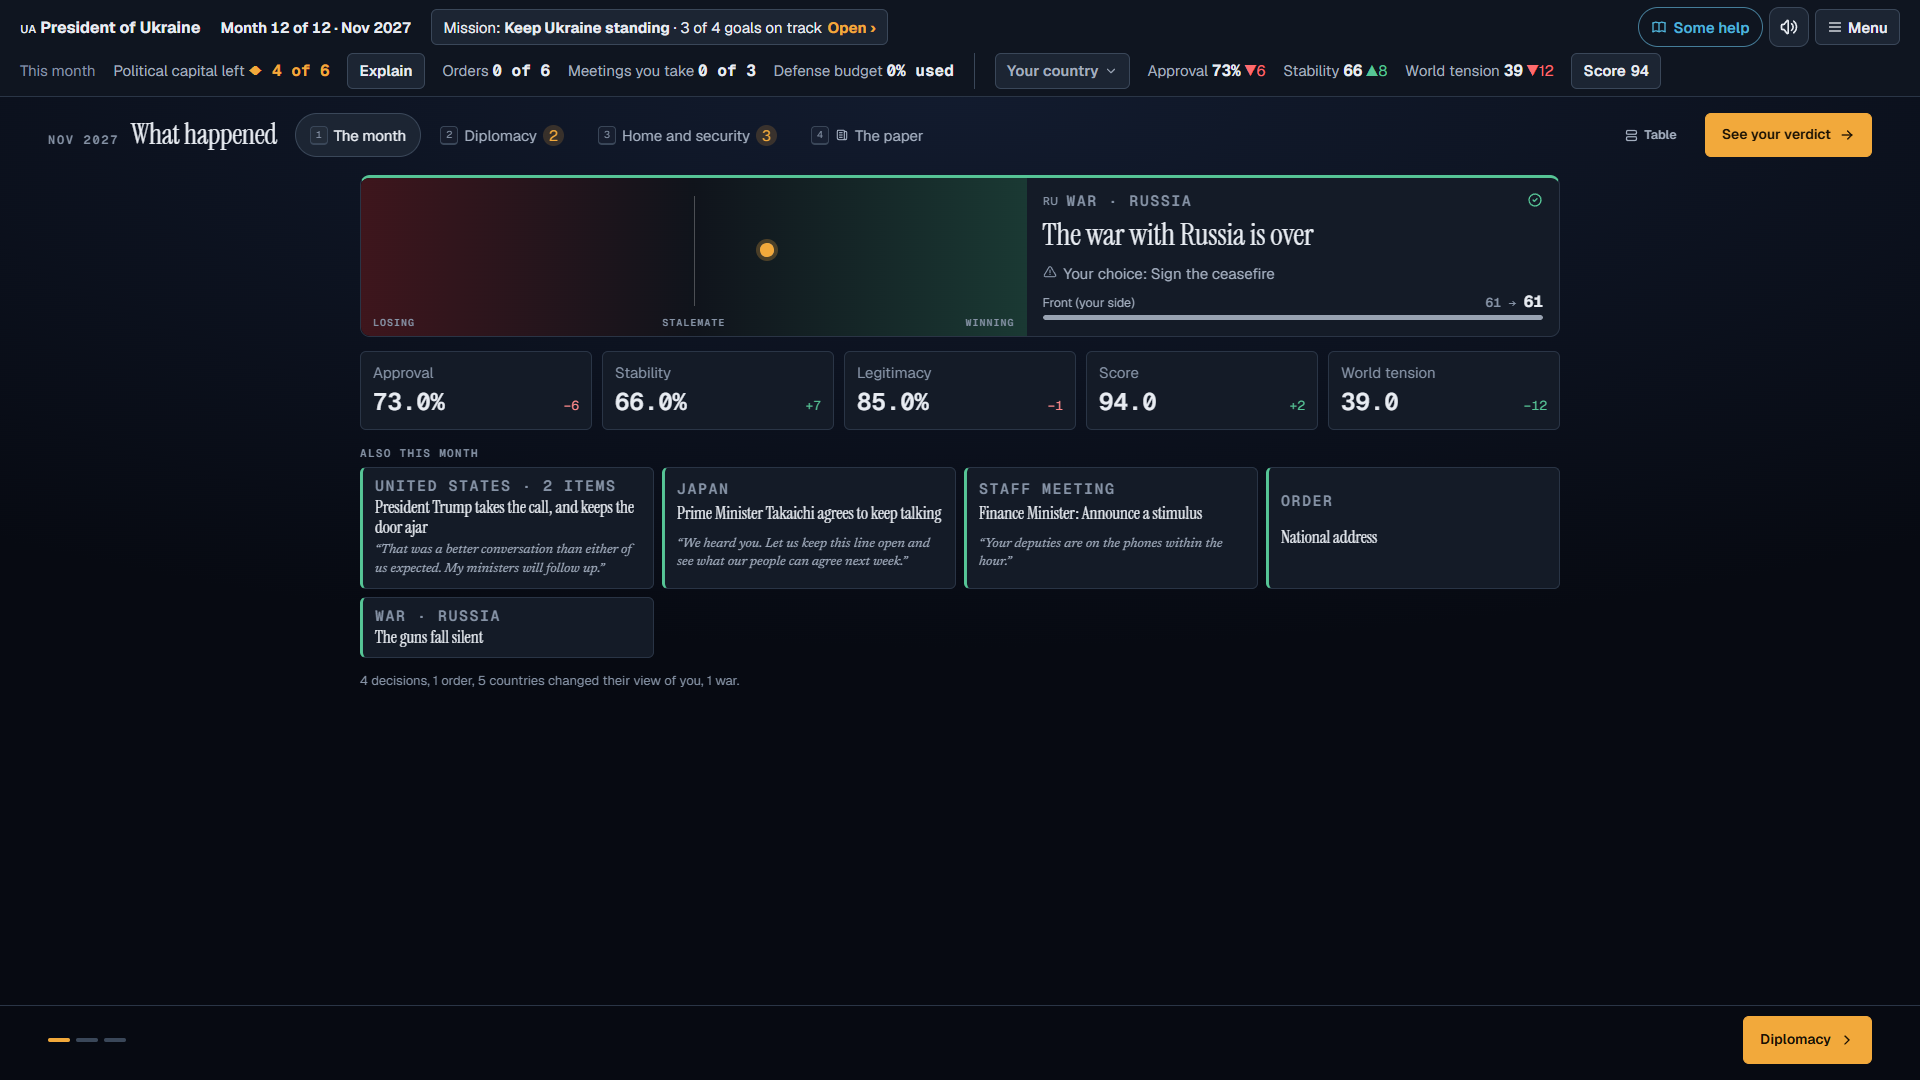 UA President of Ukraine
Month 12 of 12 · Nov 2027
Mission: Keep Ukraine standing · 3 of 4 goals on track Open ›
Some help
Menu
This month
Political capital left 4 of 6
Explain
Orders 0 of 6
Meetings you take 0 of 3
Defense budget 0% used
Your country
Approval 73% ▼6
Stability 66 ▲8
World tension 39 ▼12
Score 94
NOV 2027
What happened
1 The month
2 Diplomacy 2
3 Home and security 3
4 The paper
Table
See your verdict →
LOSING
STALEMATE
WINNING
RU WAR · RUSSIA
The war with Russia is over
Your choice: Sign the ceasefire
Front (your side)
61 → 61
Approval
73.0%
−6
Stability
66.0%
+7
Legitimacy
85.0%
−1
Score
94.0
+2
World tension
39.0
−12
ALSO THIS MONTH
UNITED STATES · 2 ITEMS
President Trump takes the call, and keeps the
door ajar
“That was a better conversation than either of
us expected. My ministers will follow up.”
JAPAN
Prime Minister Takaichi agrees to keep talking
“We heard you. Let us keep this line open and
see what our people can agree next week.”
STAFF MEETING
Finance Minister: Announce a stimulus
“Your deputies are on the phones within the
hour.”
ORDER
National address
WAR · RUSSIA
The guns fall silent
4 decisions, 1 order, 5 countries changed their view of you, 1 war.
Diplomacy ›